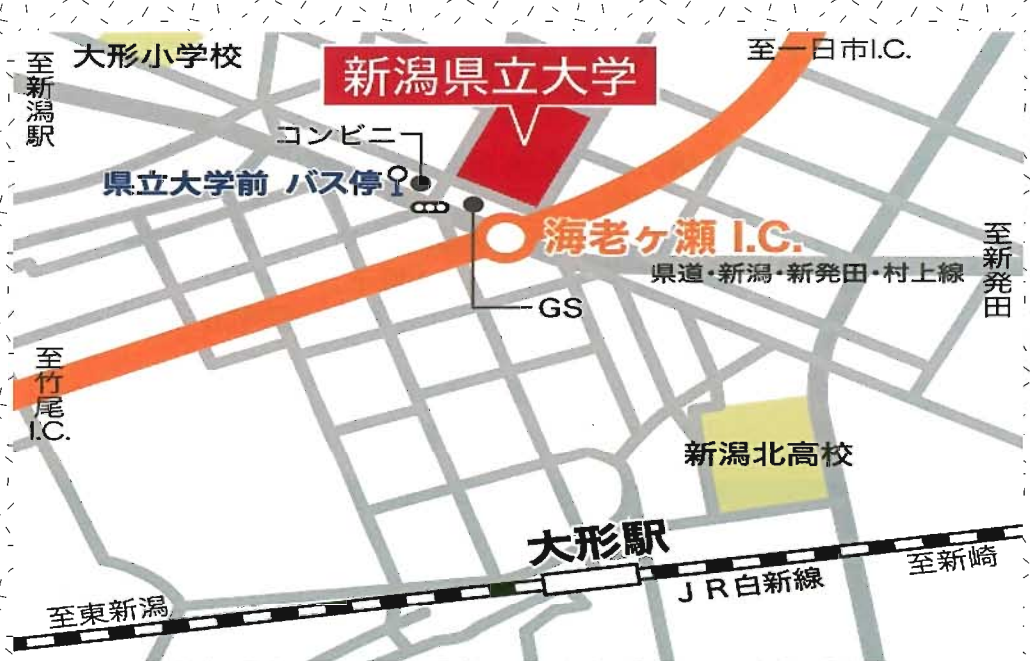 大形小学校
至新潟駅
新潟県立大学
至一日市I.C.
コンビニ
県立大学前 バス停
海老ヶ瀬 I.C.
県道・新潟・新発田・村上線
至新発田
GS
至竹尾I.C.
新潟北高校
大形駅
JR白新線
至新崎
至東新潟